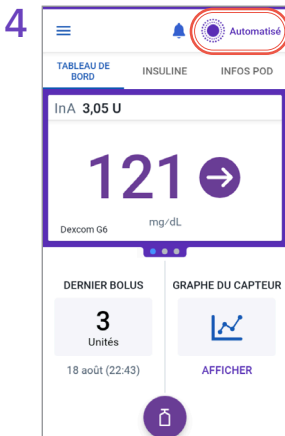 4
Automatisé
TABLEAU DE
BORD
INSULINE
INFOS POD
InA 3,05 U
121
mg/dL
Dexcom G6
DERNIER BOLUS
GRAPHE DU CAPTEUR
3
Unités
18 août (22:43)
AFFICHER